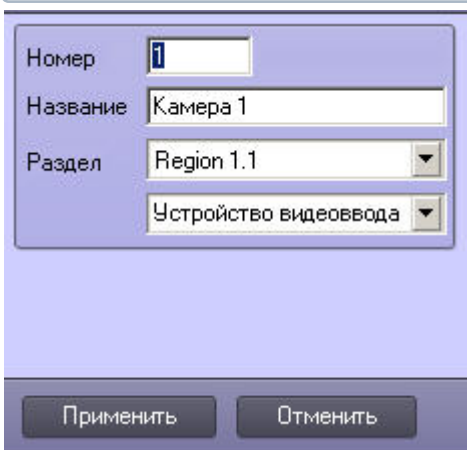 Номер 1
Название Камера 1
Раздел Region 1.1
Устройство видеоввода
Применить Отменить